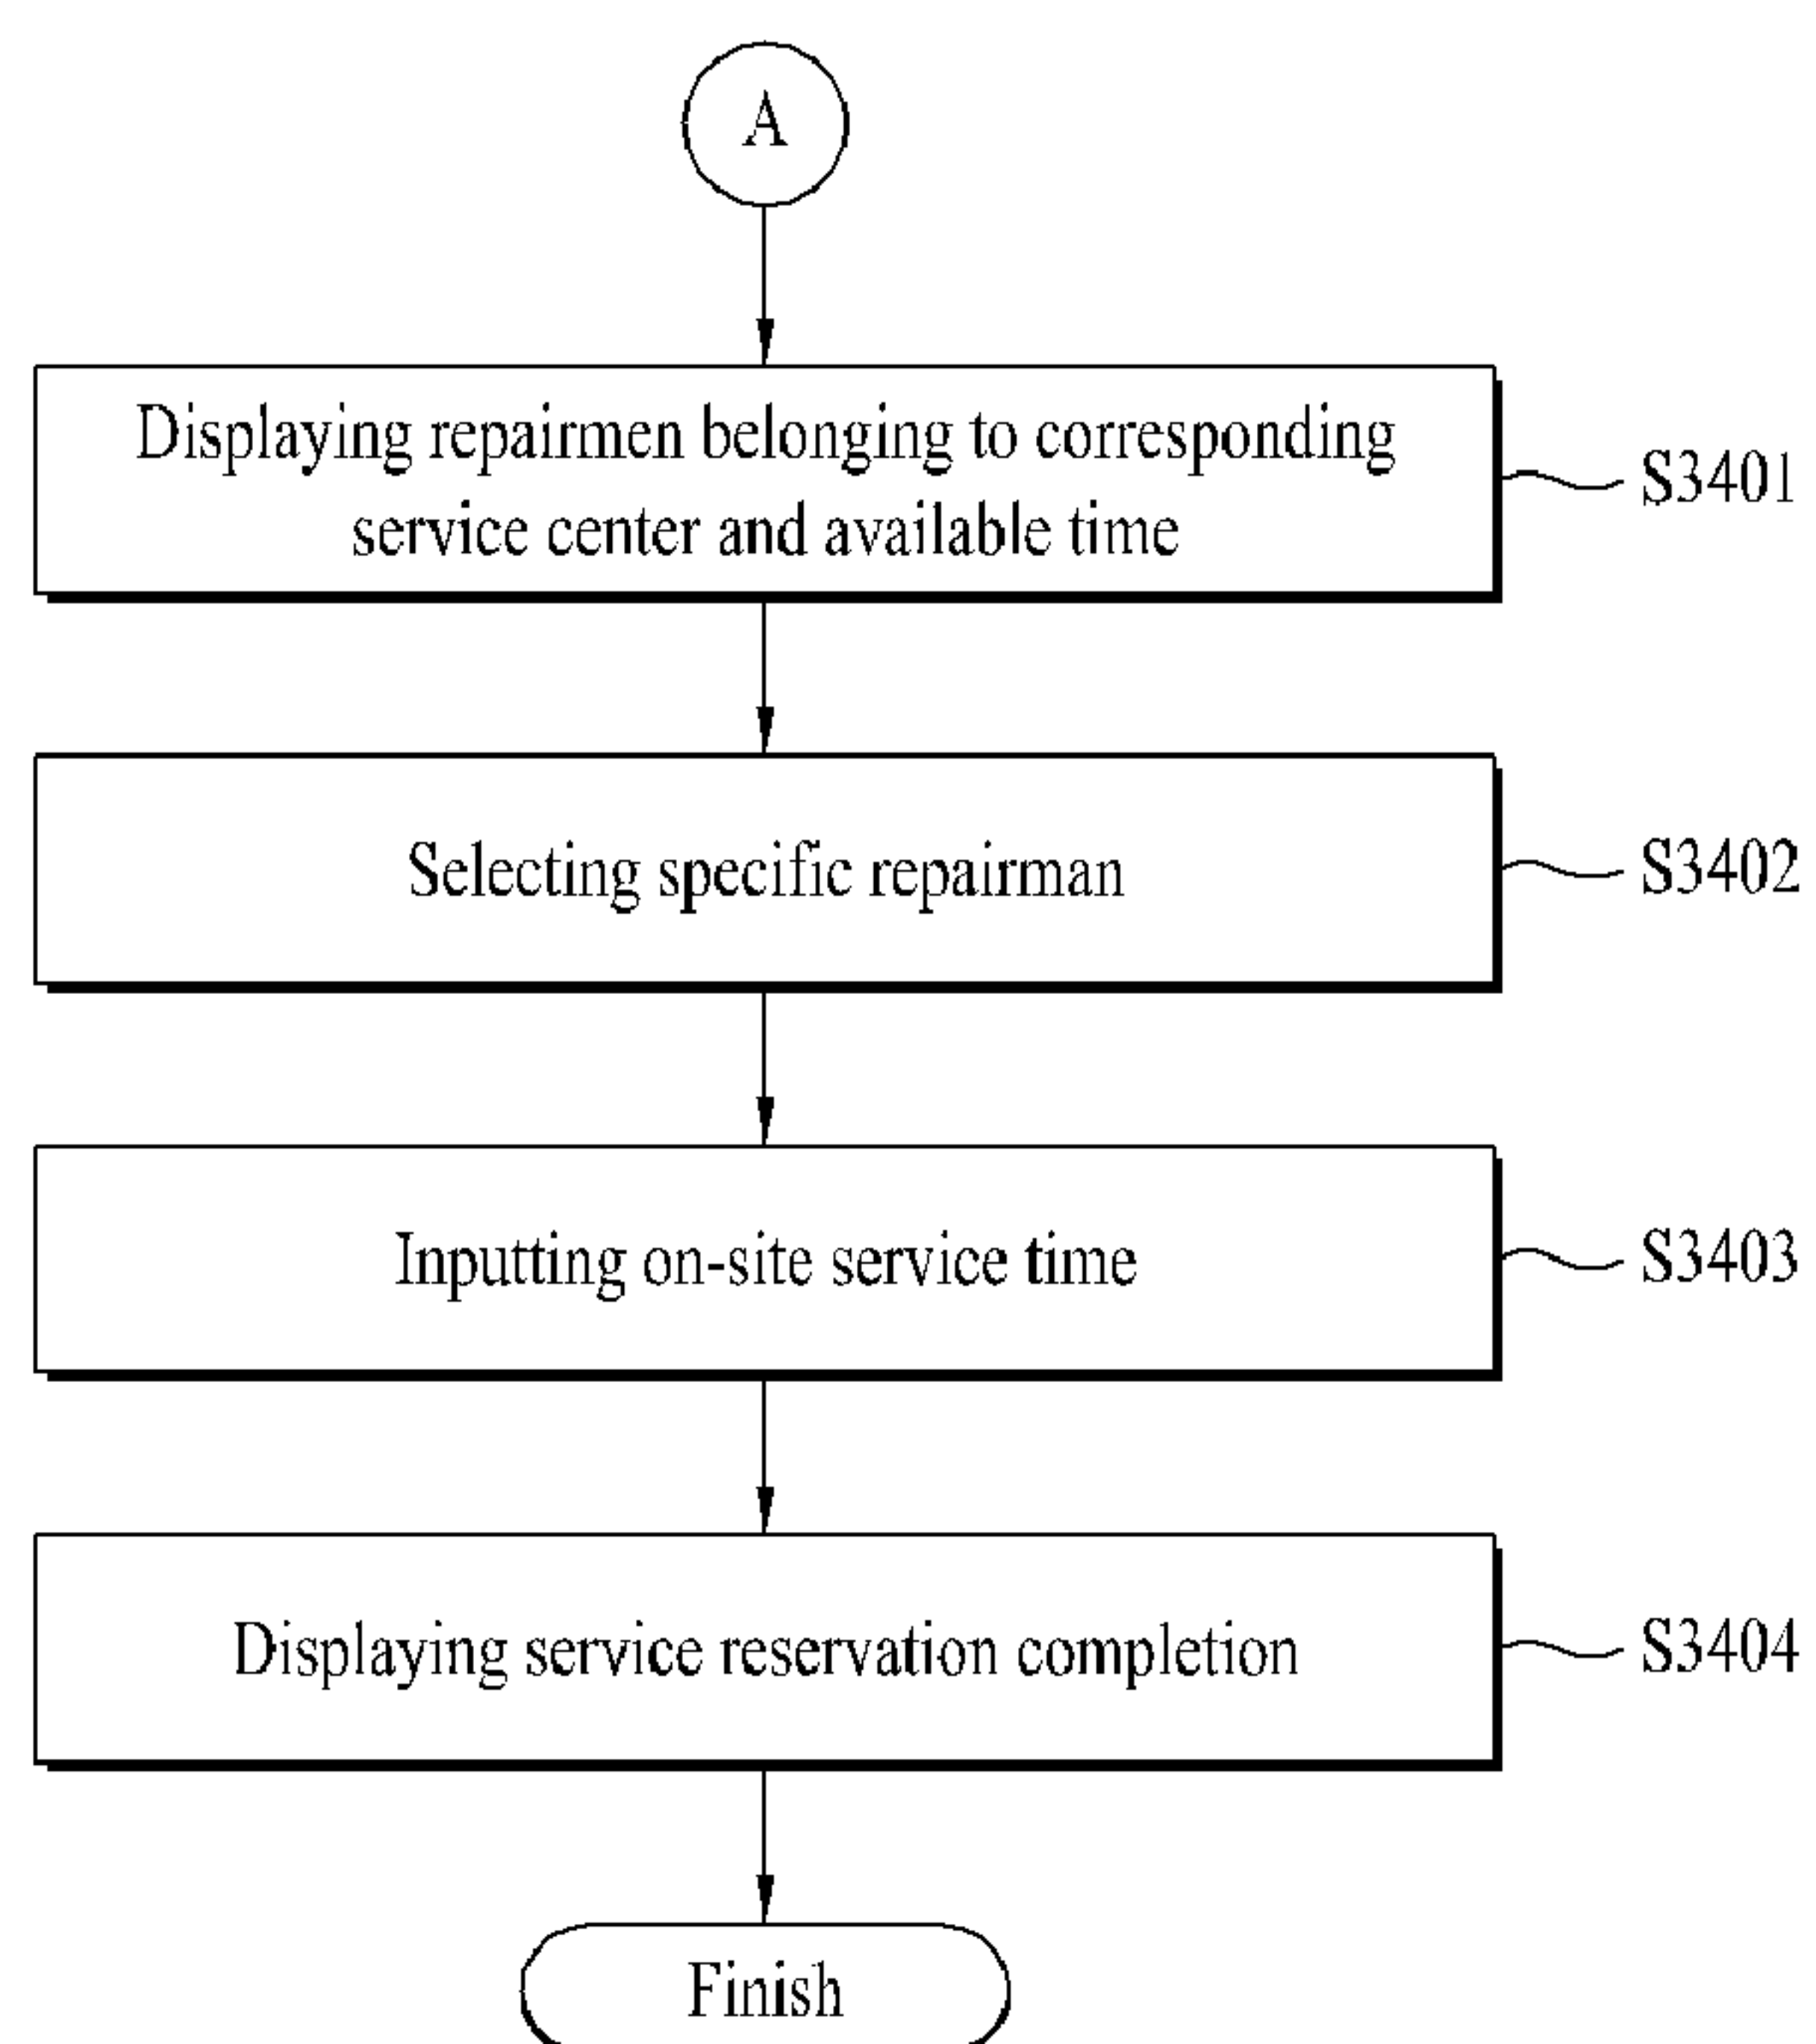 A
Displaying repairmen belonging to corresponding
service center and available time
S3401
Selecting specific repairman
S3402
Inputting on-site service time
S3403
Displaying service reservation completion
S3404
Finish